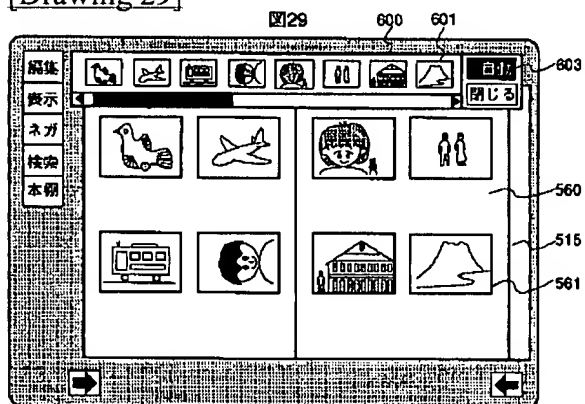 [Drawing 29]
図29
600
601
603
編集
表示
ネガ
検索
本棚
自動
閉じる
560
515
561